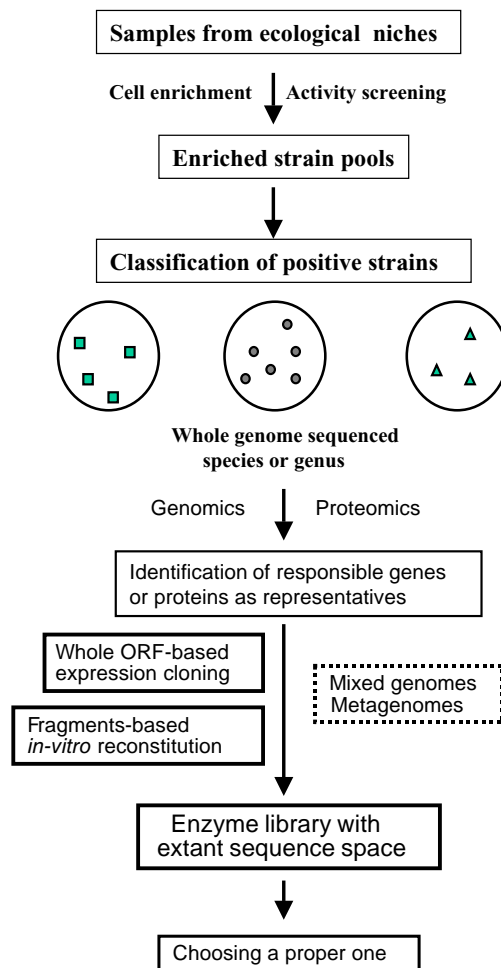 Samples from ecological niches
Cell enrichment Activity screening
Enriched strain pools
Classification of positive strains
Whole genome sequenced
species or genus
Genomics Proteomics
Identification of responsible genes
or proteins as representatives
Whole ORF-based
expression cloning
Mixed genomes
Metagenomes
Fragments-based
in-vitro reconstitution
Enzyme library with
extant sequence space
Choosing a proper one